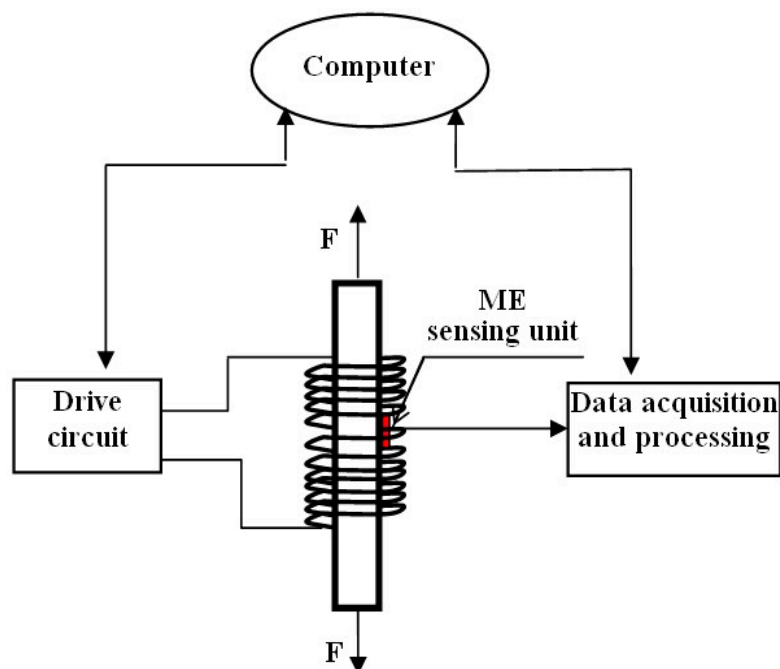 Computer
F
ME
sensing unit
Drive
circuit
Data acquisition
and processing
F